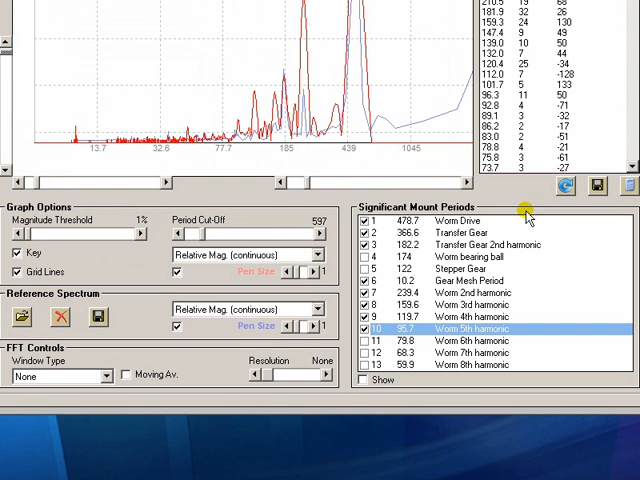 210.5 19 68
181.9 32 26
159.3 24 130
147.4 9 49
139.0 10 50
132.0 7 44
120.4 25 -34
112.0 7 -128
101.7 5 133
96.3 11 50
92.8 4 -71
89.1 3 -32
86.2 2 -17
83.0 2 -51
78.8 4 -21
75.8 3 -61
73.7 3 -27
13.7 32.6 77.7 185 439 1045
Graph Options
Magnitude Threshold 1%
Period Cut-Off 597
Key
Relative Mag. (continuous)
Grid Lines
Pen Size 1
Reference Spectrum
Relative Mag. (continuous)
Pen Size 1
FFT Controls
Window Type
Resolution None
None
Moving Av.
Significant Mount Periods
1 478.7 Worm Drive
2 366.6 Transfer Gear
3 182.2 Transfer Gear 2nd harmonic
4 174 Worm bearing ball
5 122 Stepper Gear
6 10.2 Gear Mesh Period
7 239.4 Worm 2nd harmonic
8 159.6 Worm 3rd harmonic
9 119.7 Worm 4th harmonic
10 95.7 Worm 5th harmonic
11 79.8 Worm 6th harmonic
12 68.3 Worm 7th harmonic
13 59.9 Worm 8th harmonic
Show